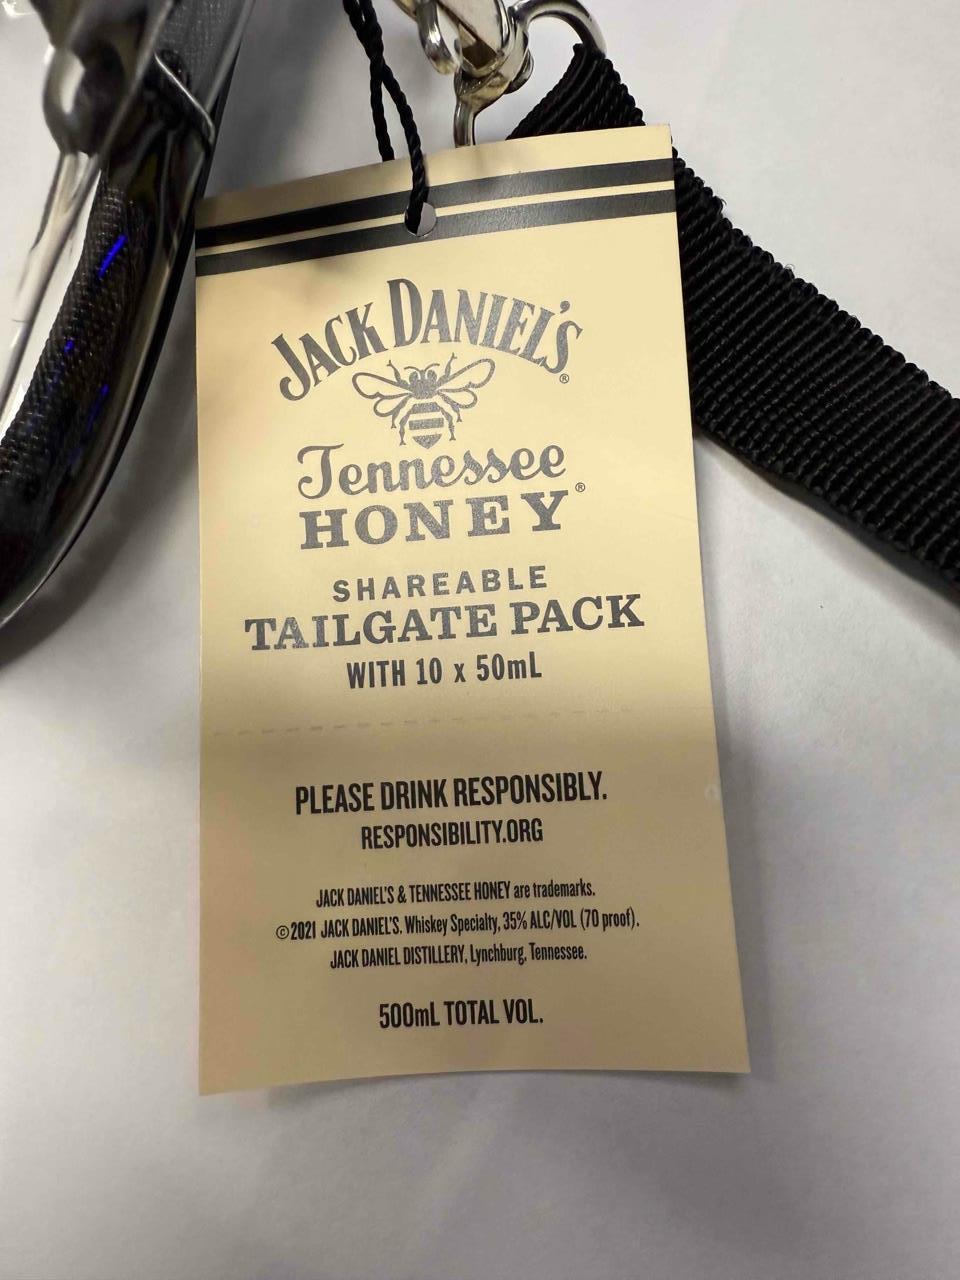 JACK DANIEL'S®
Tennessee
HONEY®
SHAREABLE
TAILGATE PACK
WITH 10 x 50mL
PLEASE DRINK RESPONSIBLY.
RESPONSIBILITY.ORG
JACK DANIEL'S & TENNESSEE HONEY are trademarks.
©2021 JACK DANIEL'S. Whiskey Specialty, 35% ALC/VOL (70 proof).
JACK DANIEL DISTILLERY, Lynchburg, Tennessee.
500mL TOTAL VOL.